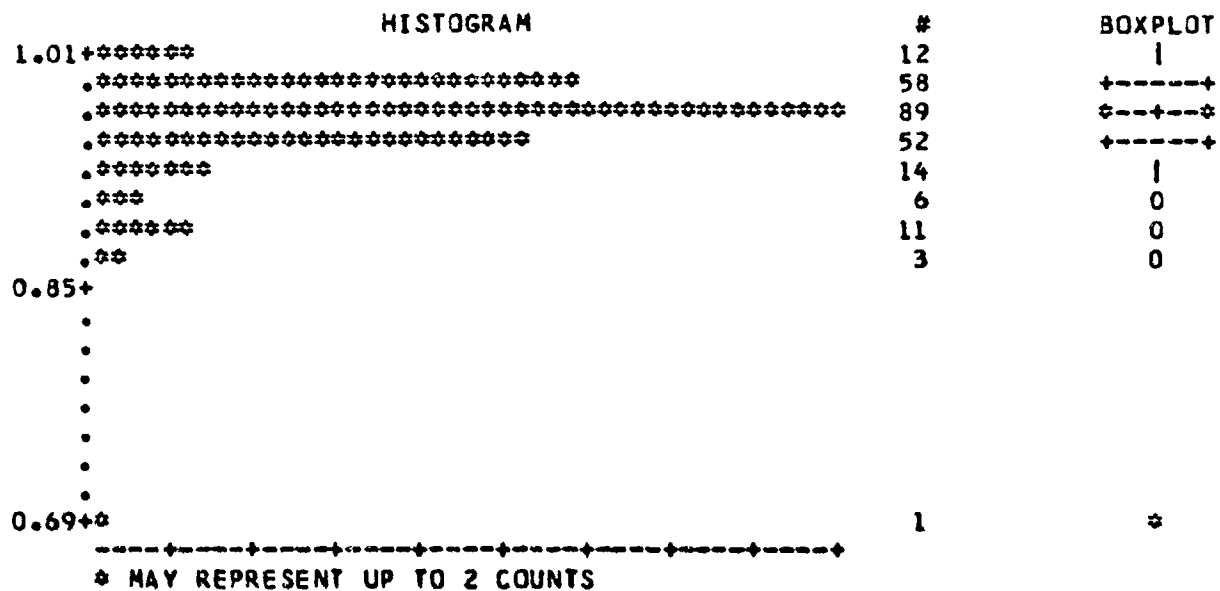 HISTOGRAM # BOXPLOT
1.01+****** 12 |
.***************************** 58 +-----+
.********************************************* 89 *--+--*
.************************** 52 +-----+
.******* 14 |
.*** 6 0
.****** 11 0
.** 3 0
0.85+
.
.
.
.
.
.
.
0.69+* 1 *
----+----+----+----+----+----+----+----+----+
* MAY REPRESENT UP TO 2 COUNTS